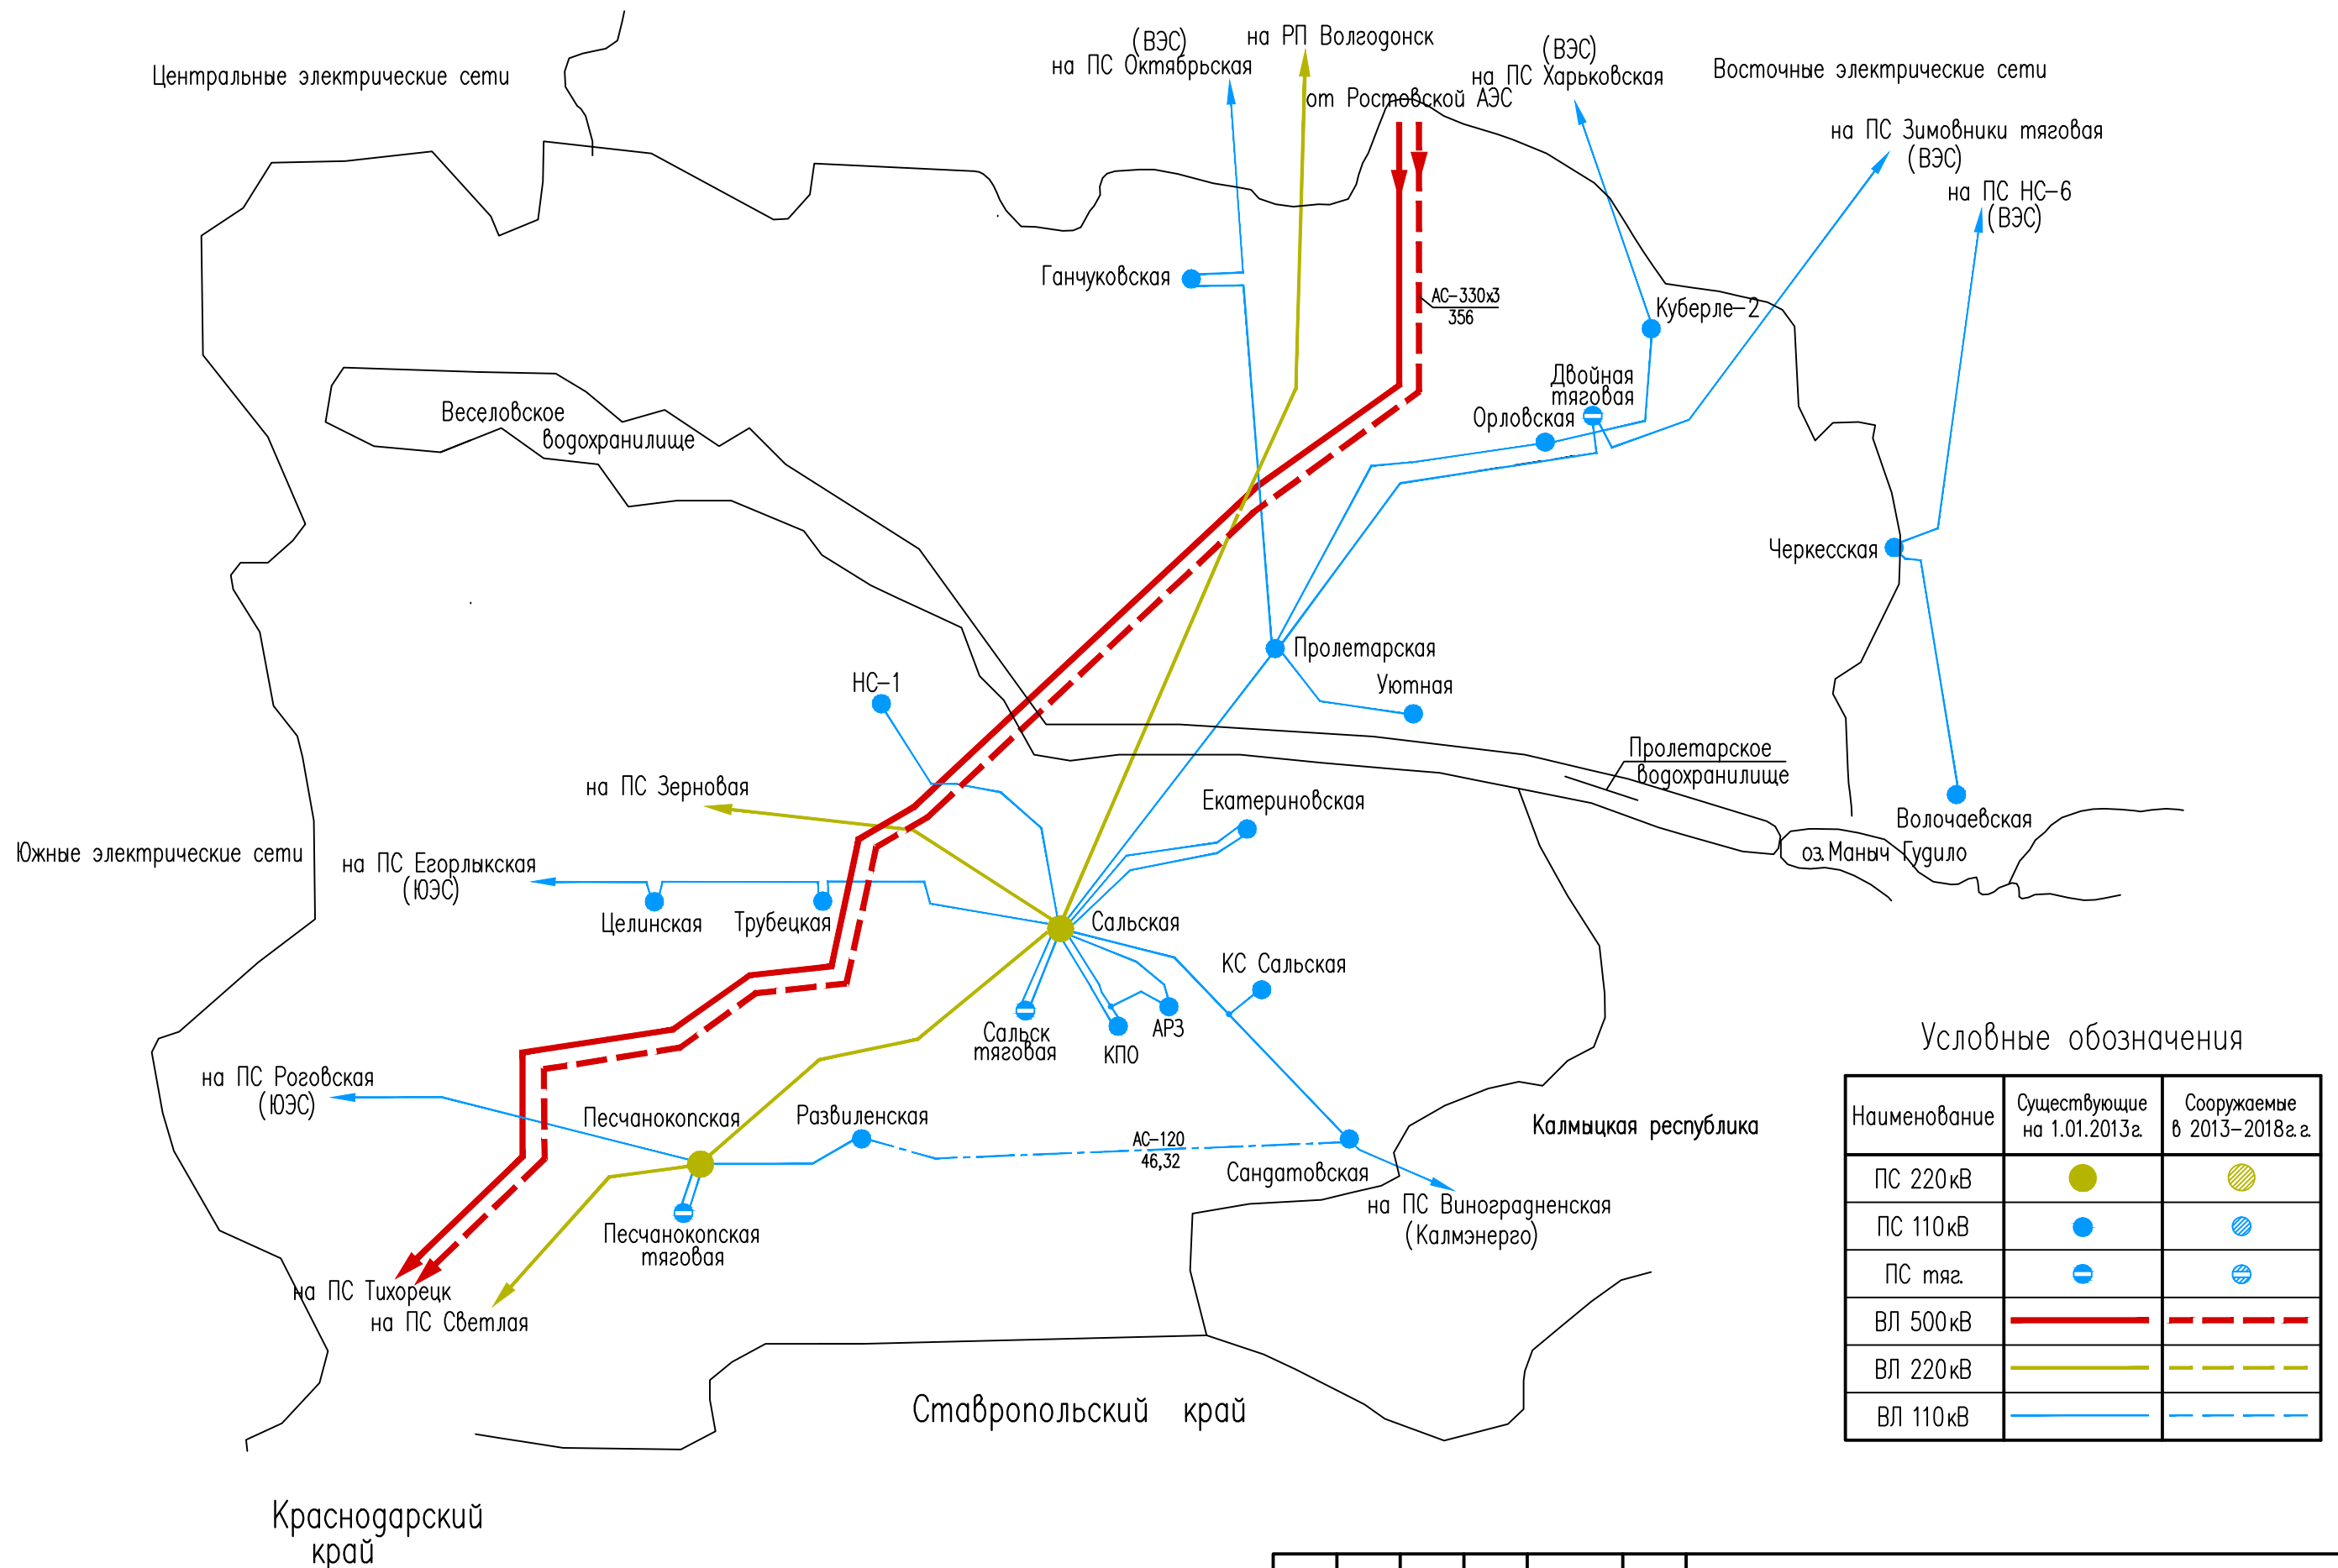 Центральные электрические сети
(ВЭС)
на ПС Октябрьская
на РП Волгодонск
от Ростовской АЭС
(ВЭС)
на ПС Харьковская
Восточные электрические сети
на ПС Зимовники тяговая
(ВЭС)
на ПС НС-6
(ВЭС)
Ганчуковская
АС-330х3
356
Куберле-2
Двойная
тяговая
Орловская
Веселовское
водохранилище
Черкесская
Пролетарская
Уютная
НС-1
Пролетарское
водохранилище
на ПС Зерновая
Екатериновская
Волочаевская
оз.Маныч Гудило
Южные электрические сети
на ПС Егорлыкская
(ЮЭС)
Целинская
Трубецкая
Сальская
КС Сальская
Сальск
тяговая
КПО
АРЗ
на ПС Роговская
(ЮЭС)
Песчанокопская
Развиленская
АС-120
46,32
Сандатовская
Калмыцкая республика
на ПС Виноградненская
(Калмэнерго)
Песчанокопская
тяговая
на ПС Тихорецк
на ПС Светлая
Ставропольский край
Краснодарский
край
Условные обозначения
Наименование
Существующие
на 1.01.2013г.
Сооружаемые
в 2013-2018г.г.
ПС 220кВ
ПС 110кВ
ПС тяг.
ВЛ 500кВ
ВЛ 220кВ
ВЛ 110кВ